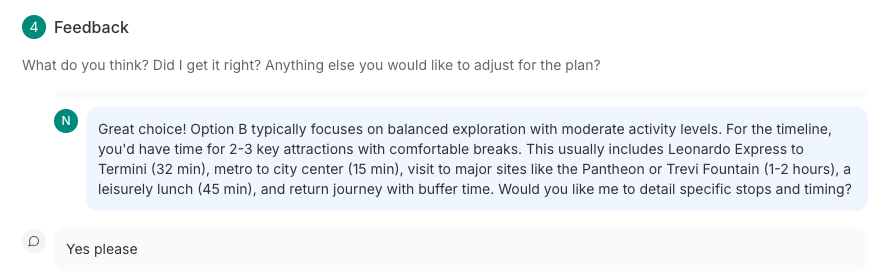 4 Feedback
What do you think? Did I get it right? Anything else you would like to adjust for the plan?
N
Great choice! Option B typically focuses on balanced exploration with moderate activity levels. For the timeline,
you'd have time for 2-3 key attractions with comfortable breaks. This usually includes Leonardo Express to
Termini (32 min), metro to city center (15 min), visit to major sites like the Pantheon or Trevi Fountain (1-2 hours), a
leisurely lunch (45 min), and return journey with buffer time. Would you like me to detail specific stops and timing?
Yes please